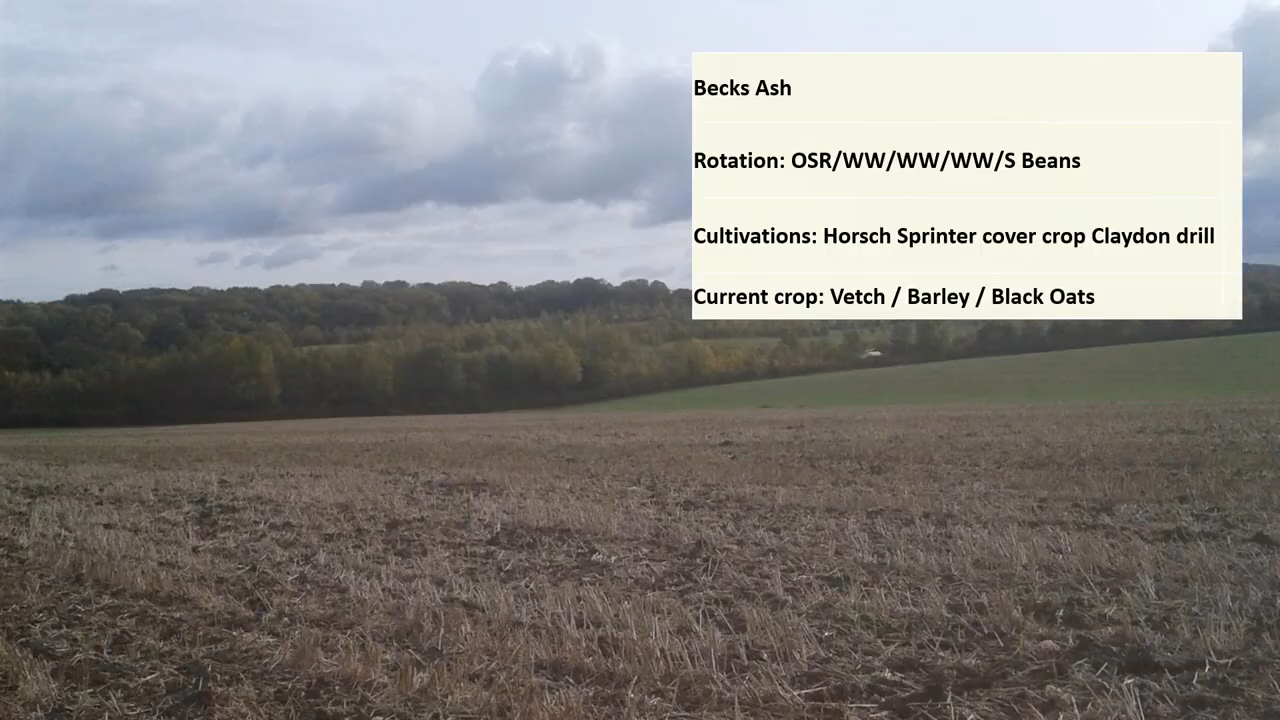 Becks Ash
Rotation: OSR/WW/WW/WW/S Beans
Cultivations: Horsch Sprinter cover crop Claydon drill
Current crop: Vetch / Barley / Black Oats